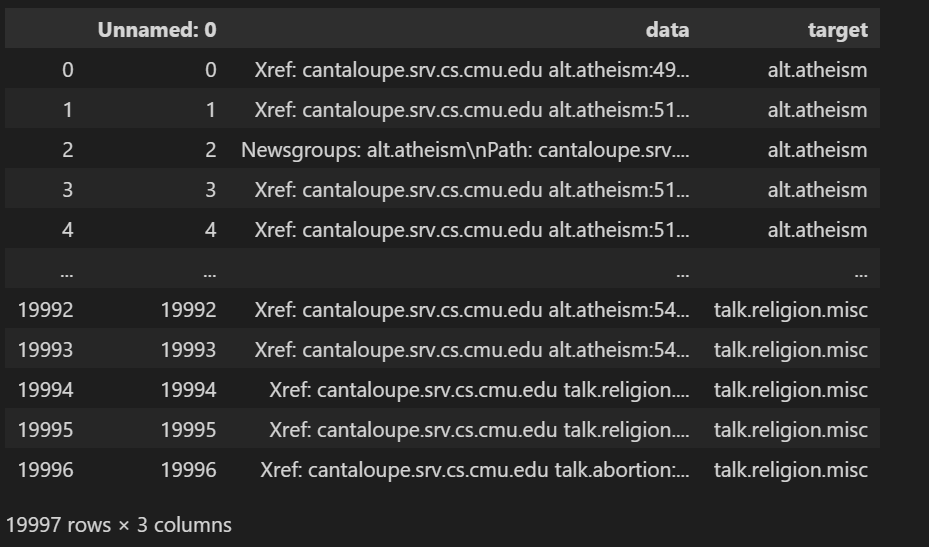 Unnamed: 0 data target
0 0 Xref: cantaloupe.srv.cs.cmu.edu alt.atheism:49... alt.atheism
1 1 Xref: cantaloupe.srv.cs.cmu.edu alt.atheism:51... alt.atheism
2 2 Newsgroups: alt.atheism\nPath: cantaloupe.srv.... alt.atheism
3 3 Xref: cantaloupe.srv.cs.cmu.edu alt.atheism:51... alt.atheism
4 4 Xref: cantaloupe.srv.cs.cmu.edu alt.atheism:51... alt.atheism
... ... ... ...
19992 19992 Xref: cantaloupe.srv.cs.cmu.edu alt.atheism:54... talk.religion.misc
19993 19993 Xref: cantaloupe.srv.cs.cmu.edu alt.atheism:54... talk.religion.misc
19994 19994 Xref: cantaloupe.srv.cs.cmu.edu talk.religion.... talk.religion.misc
19995 19995 Xref: cantaloupe.srv.cs.cmu.edu talk.religion.... talk.religion.misc
19996 19996 Xref: cantaloupe.srv.cs.cmu.edu talk.abortion:... talk.religion.misc
19997 rows × 3 columns